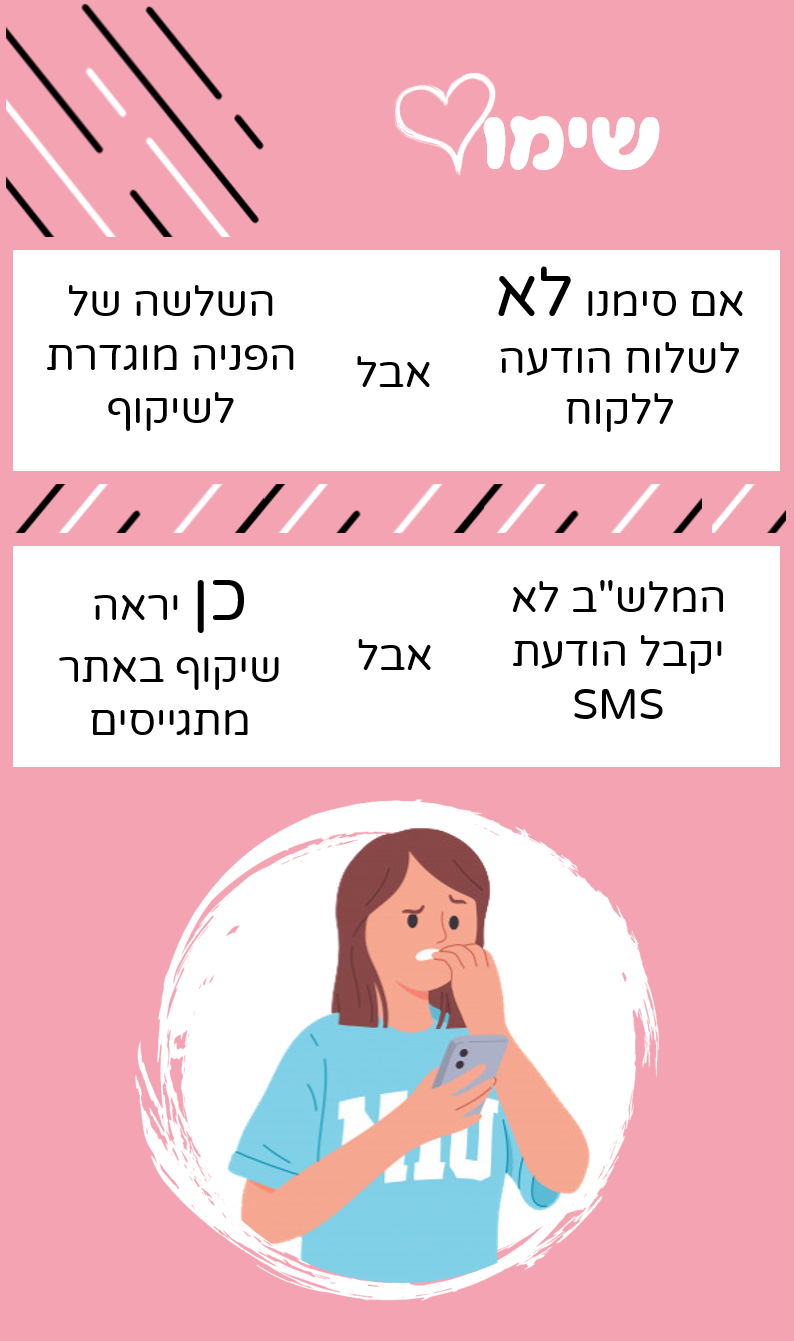 שימו
אם סימנו לא
לשלוח הודעה
ללקוח
אבל
השלשה של
הפניה מוגדרת
לשיקוף
המלש"ב לא
יקבל הודעת
SMS
אבל
כן יראה
שיקוף באתר
מתגייסים